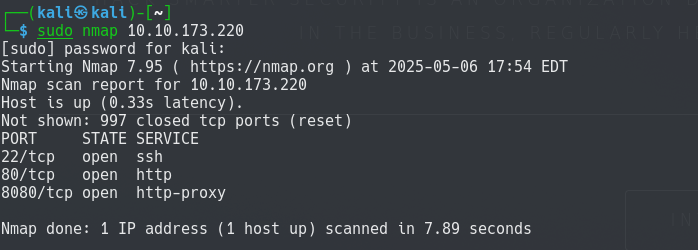 ┌──(kali㉿kali)-[~]
└─$ sudo nmap 10.10.173.220
IN THE BUSINESS, REGULARLY H
[sudo] password for kali:
Starting Nmap 7.95 ( https://nmap.org ) at 2025-05-06 17:54 EDT
Nmap scan report for 10.10.173.220
Host is up (0.33s latency).
Not shown: 997 closed tcp ports (reset)
PORT     STATE SERVICE
22/tcp   open  ssh
80/tcp   open  http
8080/tcp open  http-proxy
IN
Nmap done: 1 IP address (1 host up) scanned in 7.89 seconds